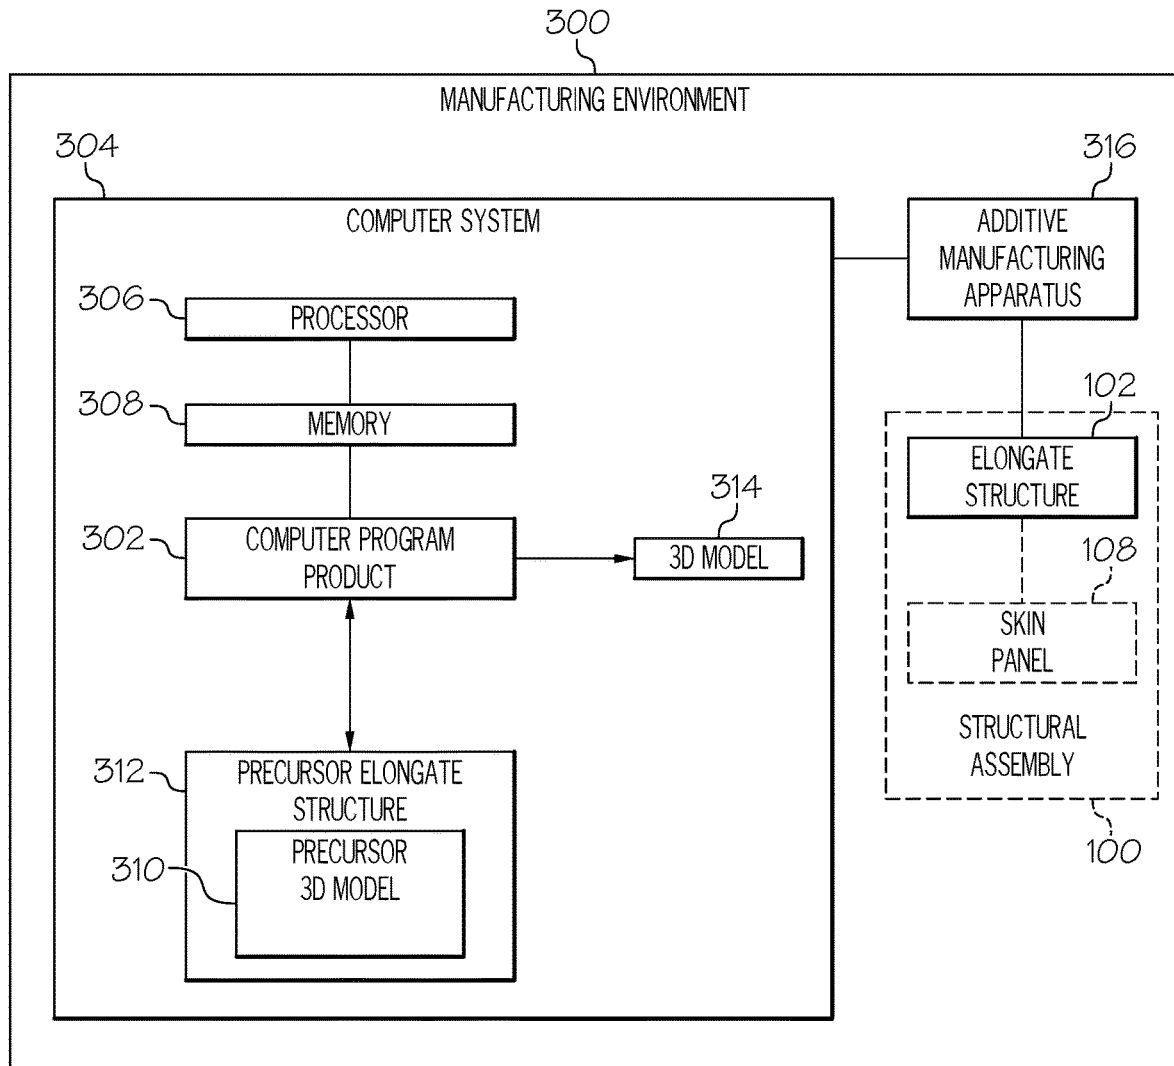 300
MANUFACTURING ENVIRONMENT
304
316
COMPUTER SYSTEM
ADDITIVE
MANUFACTURING
APPARATUS
306
PROCESSOR
308
MEMORY
102
ELONGATE
STRUCTURE
314
302
COMPUTER PROGRAM
PRODUCT
3D MODEL
108
SKIN
PANEL
STRUCTURAL
ASSEMBLY
100
312
PRECURSOR ELONGATE
STRUCTURE
310
PRECURSOR
3D MODEL